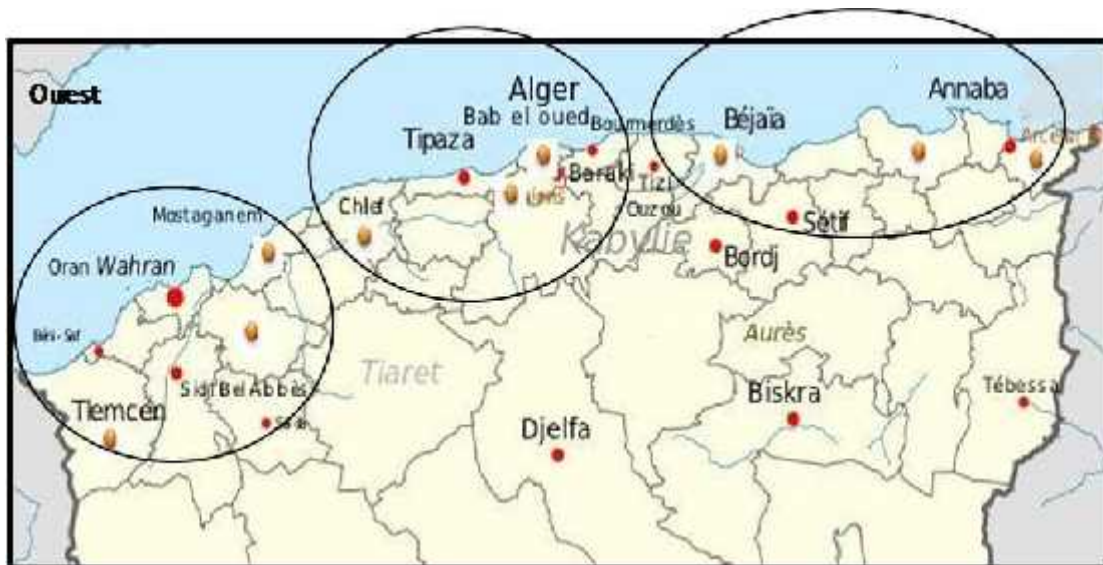 Ouest
Alger
Bab el oued
Boumerdès
Béjaïa
Annaba
Tipaza
Baraki
Tizi
Ouzou
Kabylie
Sétif
Bordj
Chlef
Mostaganem
Oran Wahran
Sidi Bel Abbès
Tlemcen
Tiaret
Aurès
Biskra
Tébessa
Djelfa